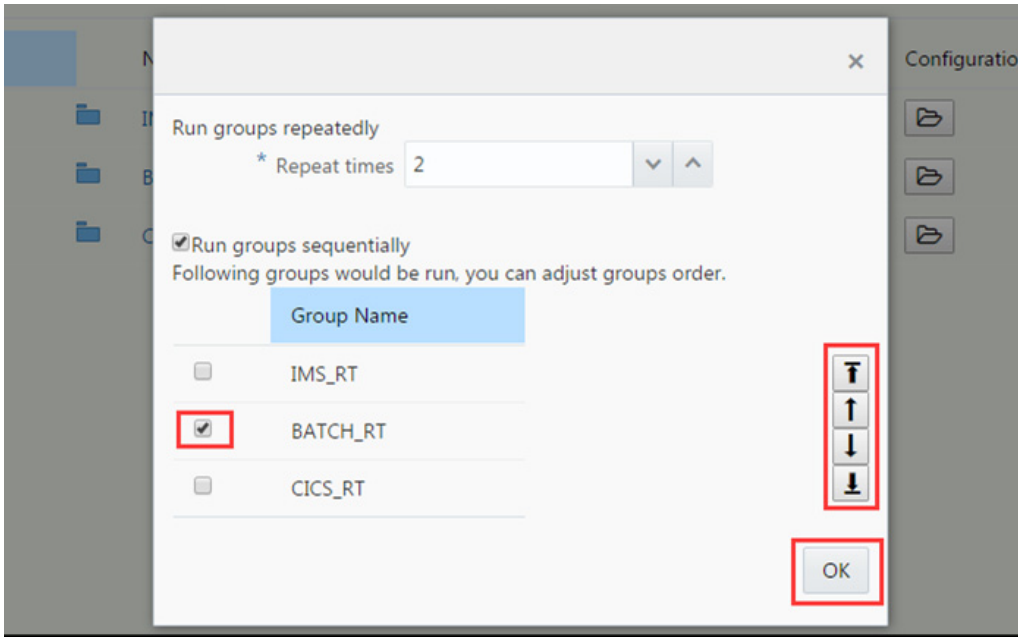 Configuratio
Run groups repeatedly
* Repeat times 2
Run groups sequentially
Following groups would be run, you can adjust groups order.
Group Name
IMS_RT
BATCH_RT
CICS_RT
OK